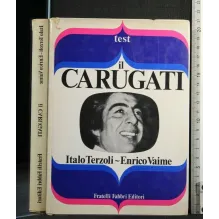 test
il
CARUGATI
Italo Terzoli - Enrico Vaime
Fratelli Fabbri Editori